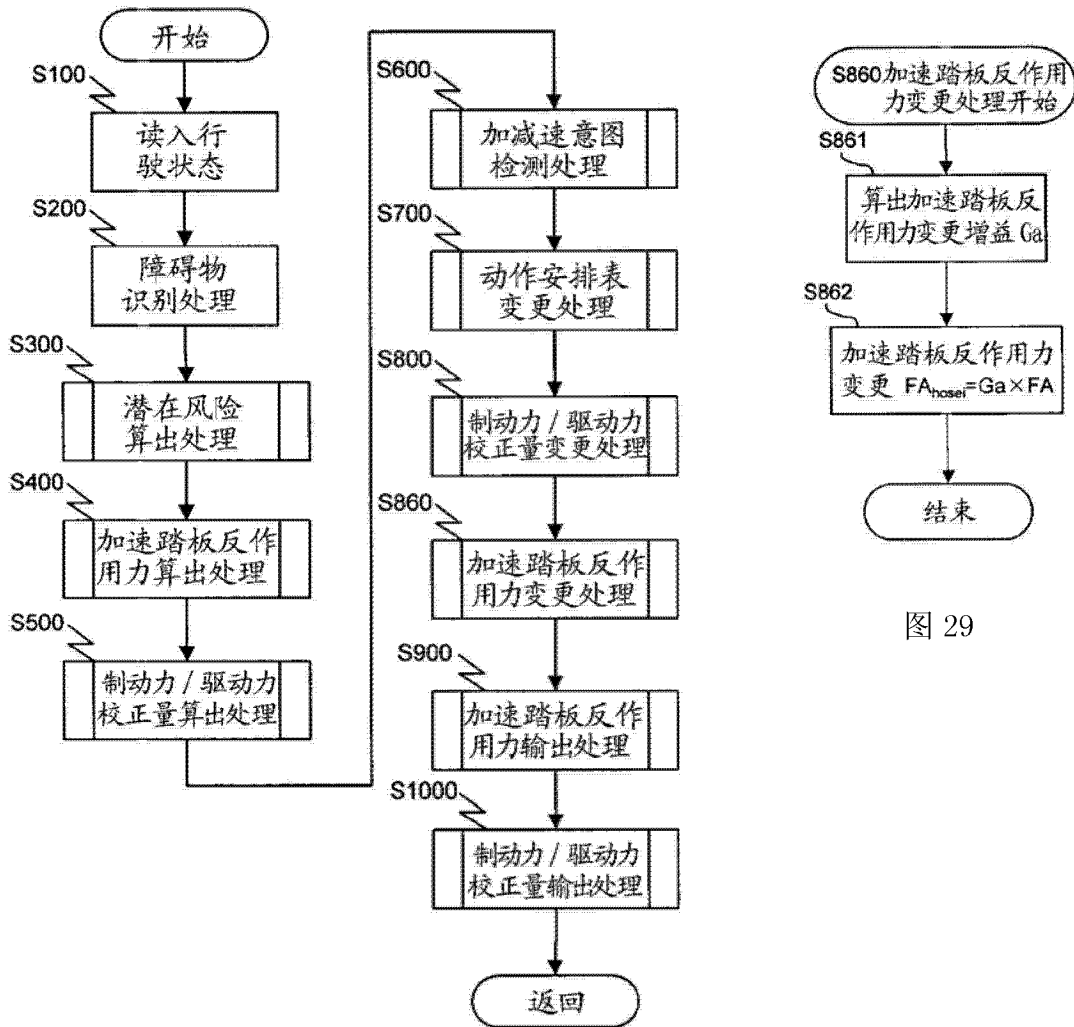 开始
S100
读入行
驶状态
S200
障碍物
识别处理
S300
潜在风险
算出处理
S400
加速踏板反作
用力算出处理
S500
制动力/驱动力
校正量算出处理
S600
加减速意图
检测处理
S700
动作安排表
变更处理
S800
制动力/驱动力
校正量变更处理
S860
加速踏板反作
用力变更处理
S900
加速踏板反作
用力输出处理
S1000
制动力/驱动力
校正量输出处理
返回
S860加速踏板反作用
力变更处理开始
S861
算出加速踏板反
作用力变更增益 Ga
S862
加速踏板反作用力
变更 FAhosei=Ga×FA
结束
图 29